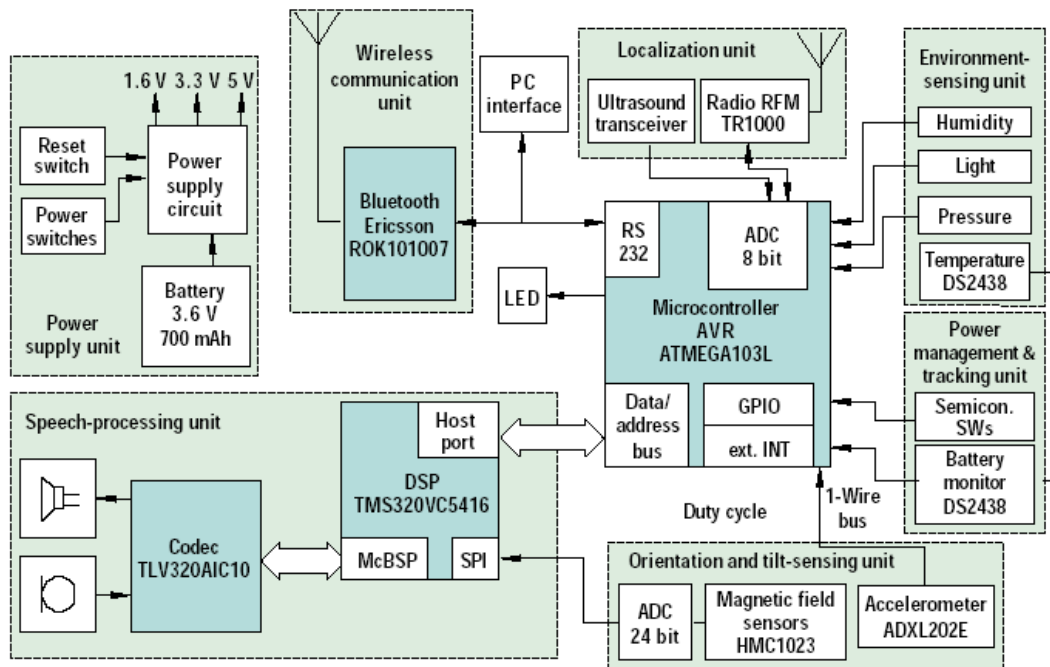 1.6 V 3.3 V 5 V
Reset
switch
Power
switches
Power
supply
circuit
Battery
3.6 V
700 mAh
Power
supply unit
Wireless
communication
unit
Bluetooth
Ericsson
ROK101007
PC
interface
LED
Localization unit
Ultrasound
transceiver
Radio RFM
TR1000
Environment-
sensing unit
Humidity
Light
Pressure
Temperature
DS2438
RS
232
ADC
8 bit
Microcontroller
AVR
ATMEGA103L
Data/
address
bus
GPIO
ext. INT
Power
management &
tracking unit
Semicon.
SWs
Battery
monitor
DS2438
Duty cycle
1-Wire
bus
Speech-processing unit
Host
port
DSP
TMS320VC5416
McBSP
SPI
Codec
TLV320AIC10
Orientation and tilt-sensing unit
ADC
24 bit
Magnetic field
sensors
HMC1023
Accelerometer
ADXL202E